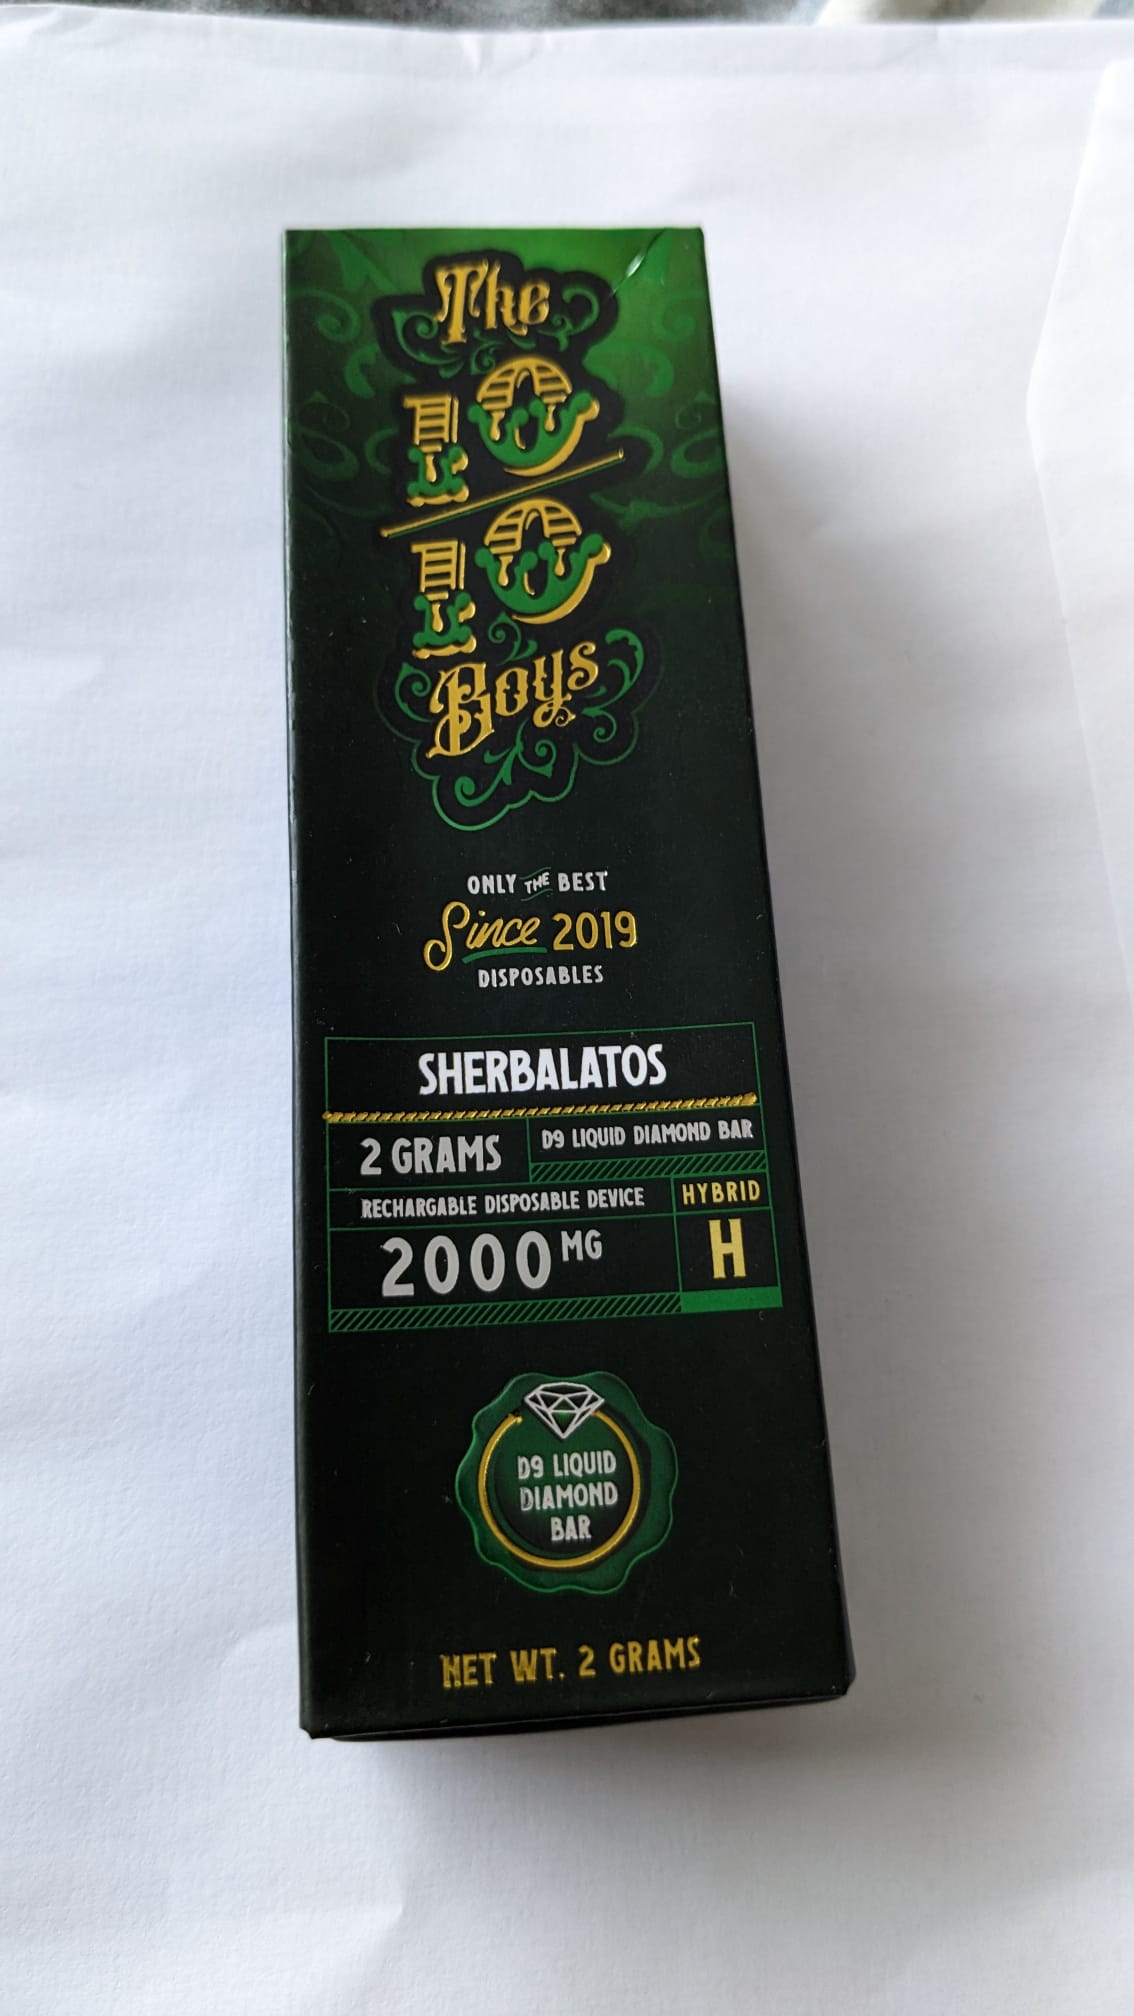 The
10
10
Boys
ONLY THE BEST
Since 2019
DISPOSABLES
SHERBALATOS
2 GRAMS
D9 LIQUID DIAMOND BAR
RECHARGABLE DISPOSABLE DEVICE
HYBRID
2000 MG
H
D9 LIQUID
DIAMOND
BAR
NET WT. 2 GRAMS